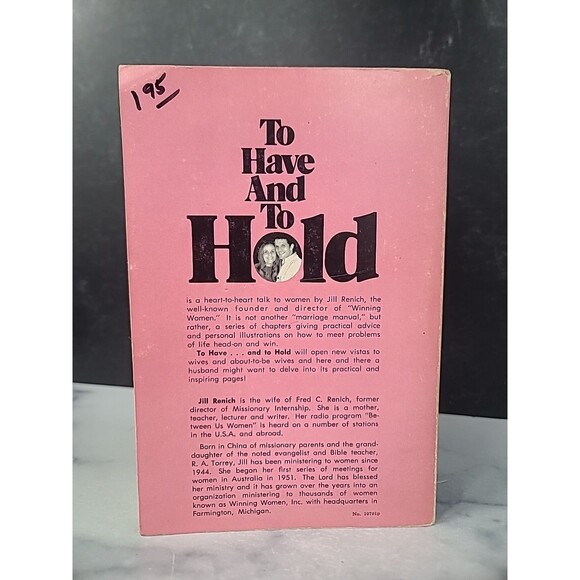 1 95
To
Have
And
To
Hold
is a heart-to-heart talk to women by Jill Renich, the
well-known founder and director of "Winning
Women." It is not another "marriage manual," but
rather, a series of chapters giving practical advice
and personal illustrations on how to meet problems
of life head-on and win.
To Have . . . and to Hold will open new vistas to
wives and about-to-be wives and here and there a
husband might want to delve into its practical and
inspiring pages!
Jill Renich is the wife of Fred C. Renich, former
director of Missionary Internship. She is a mother,
teacher, lecturer and writer. Her radio program "Be-
tween Us Women" is heard on a number of stations
in the U.S.A. and abroad.
Born in China of missionary parents and the grand-
daughter of the noted evangelist and Bible teacher,
R. A. Torrey, Jill has been ministering to women since
1944. She began her first series of meetings for
women in Australia in 1951. The Lord has blessed
her ministry and it has grown over the years into an
organization ministering to thousands of women
known as Winning Women, Inc. with headquarters in
Farmington, Michigan.
No.